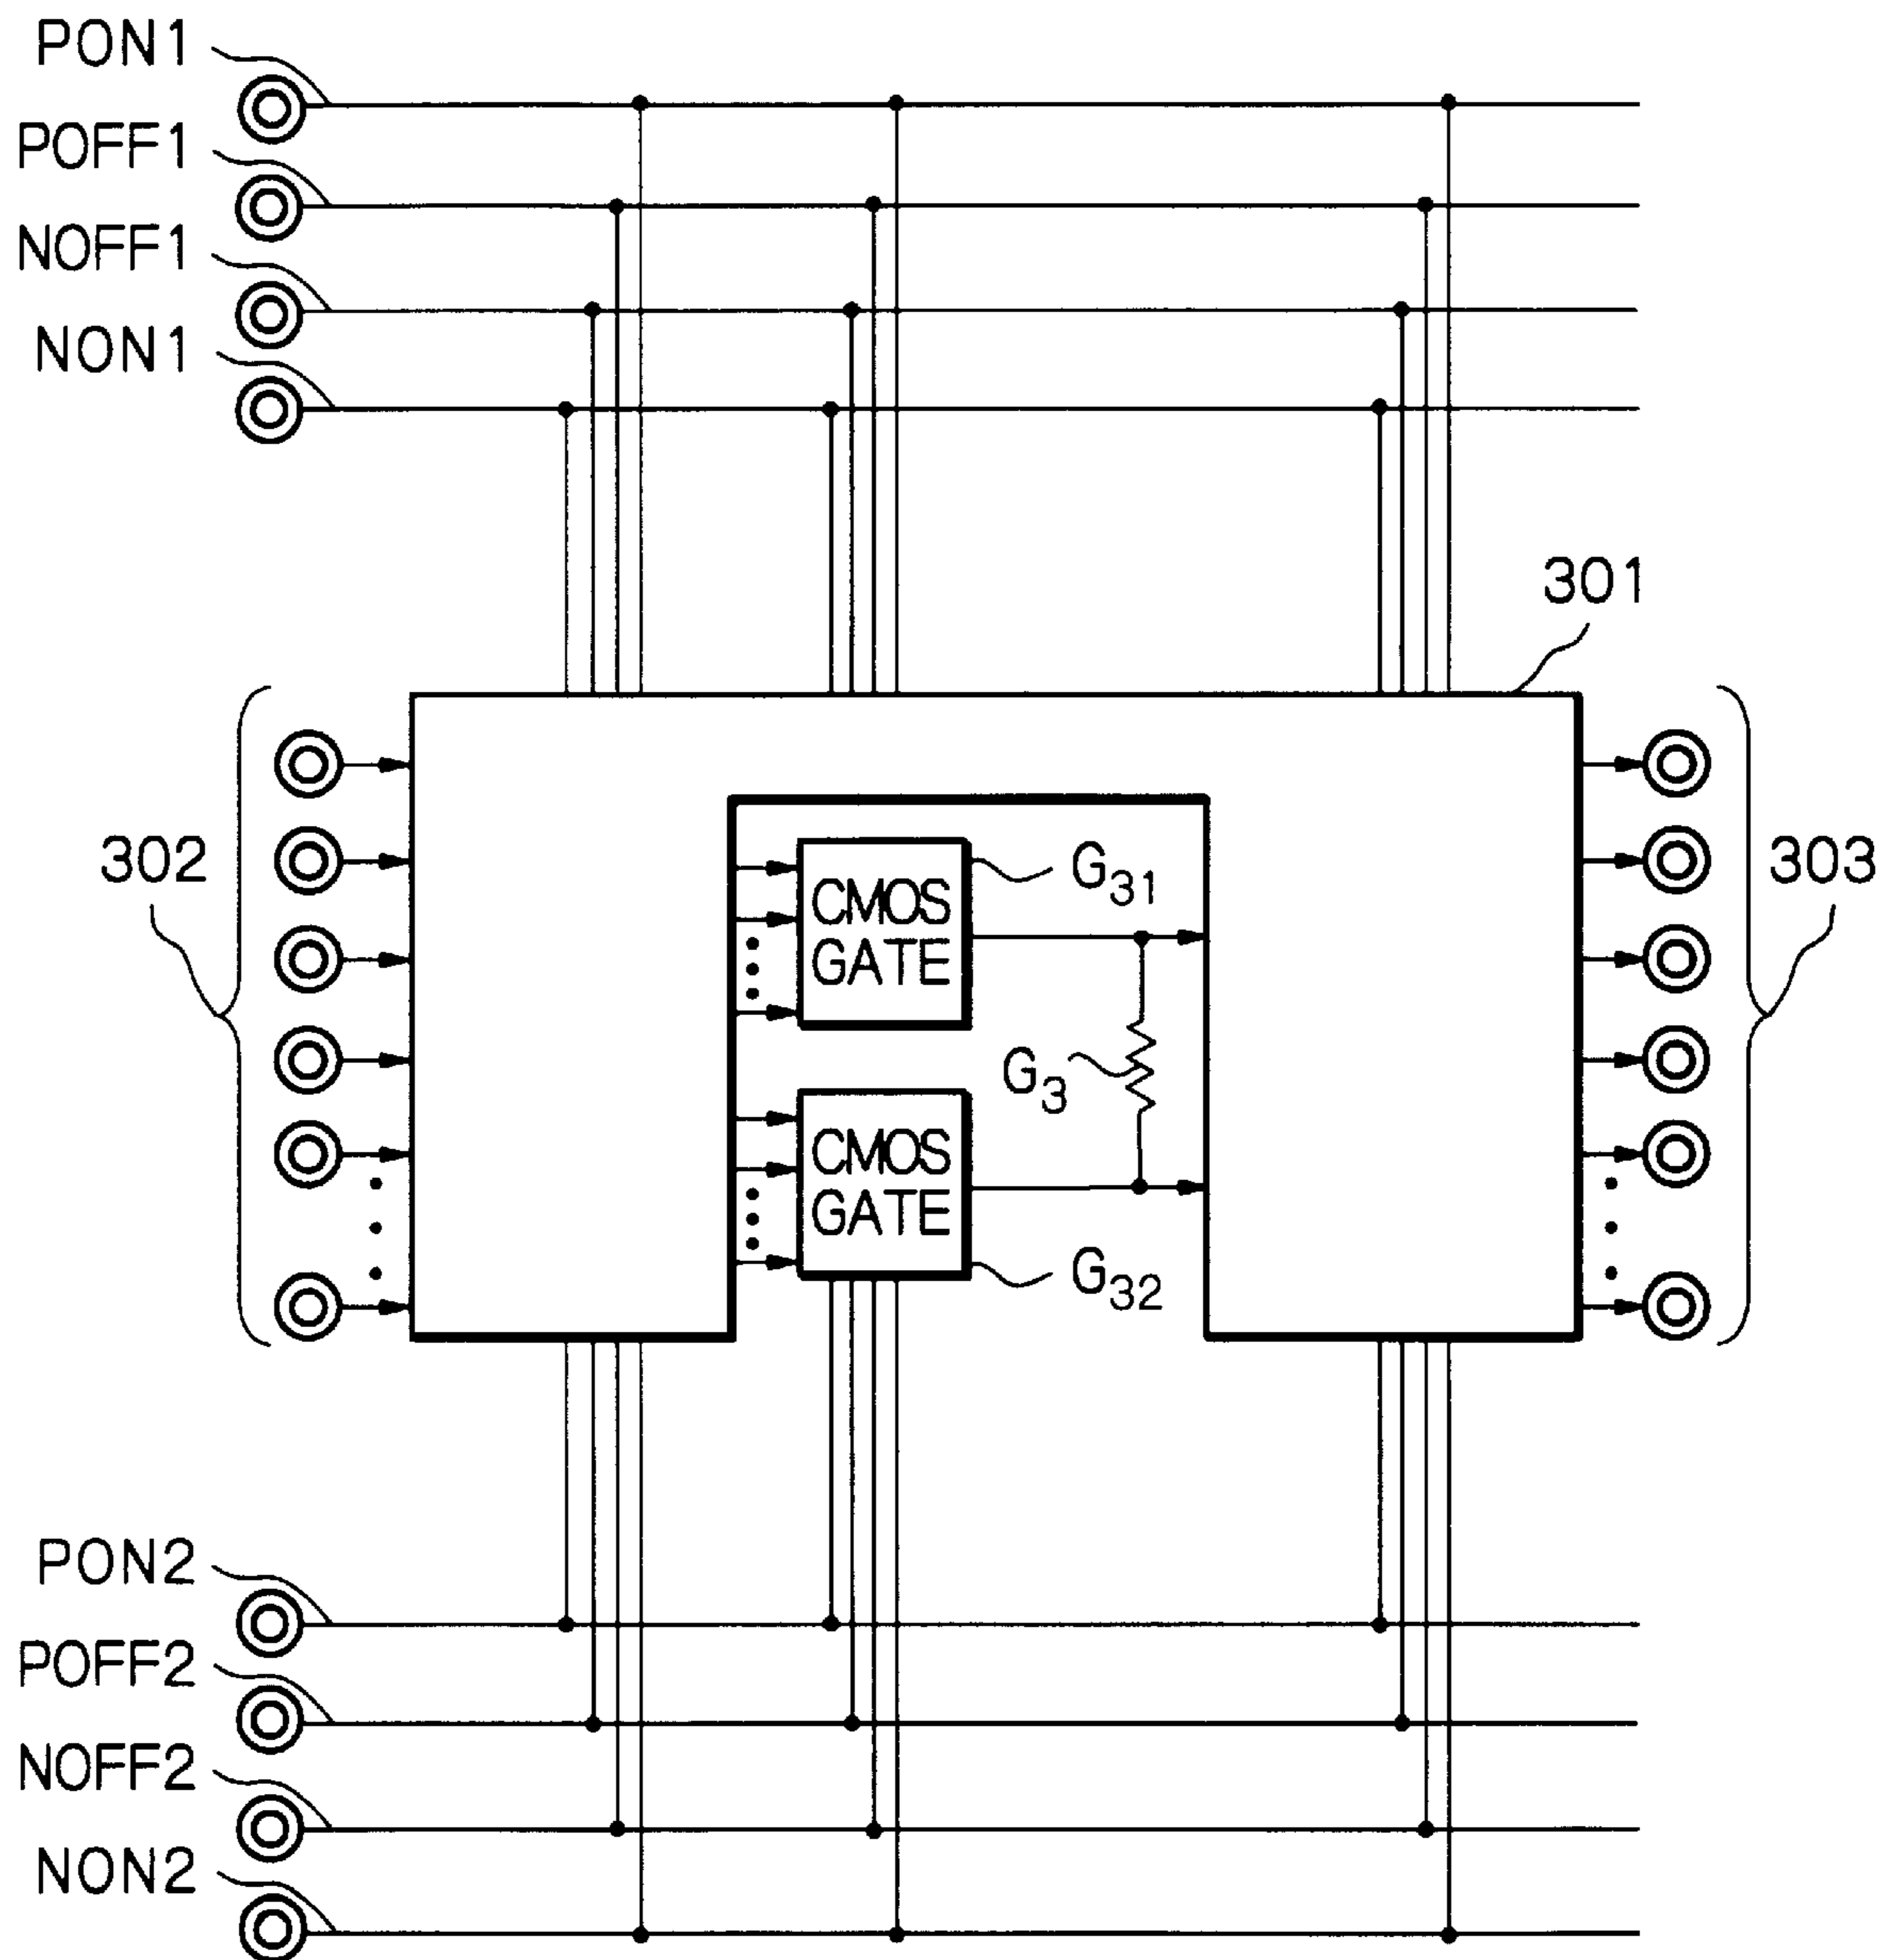 PON1
POFF1
NOFF1
NON1
301
302
303
CMOS
GATE
G31
G3
CMOS
GATE
G32
PON2
POFF2
NOFF2
NON2